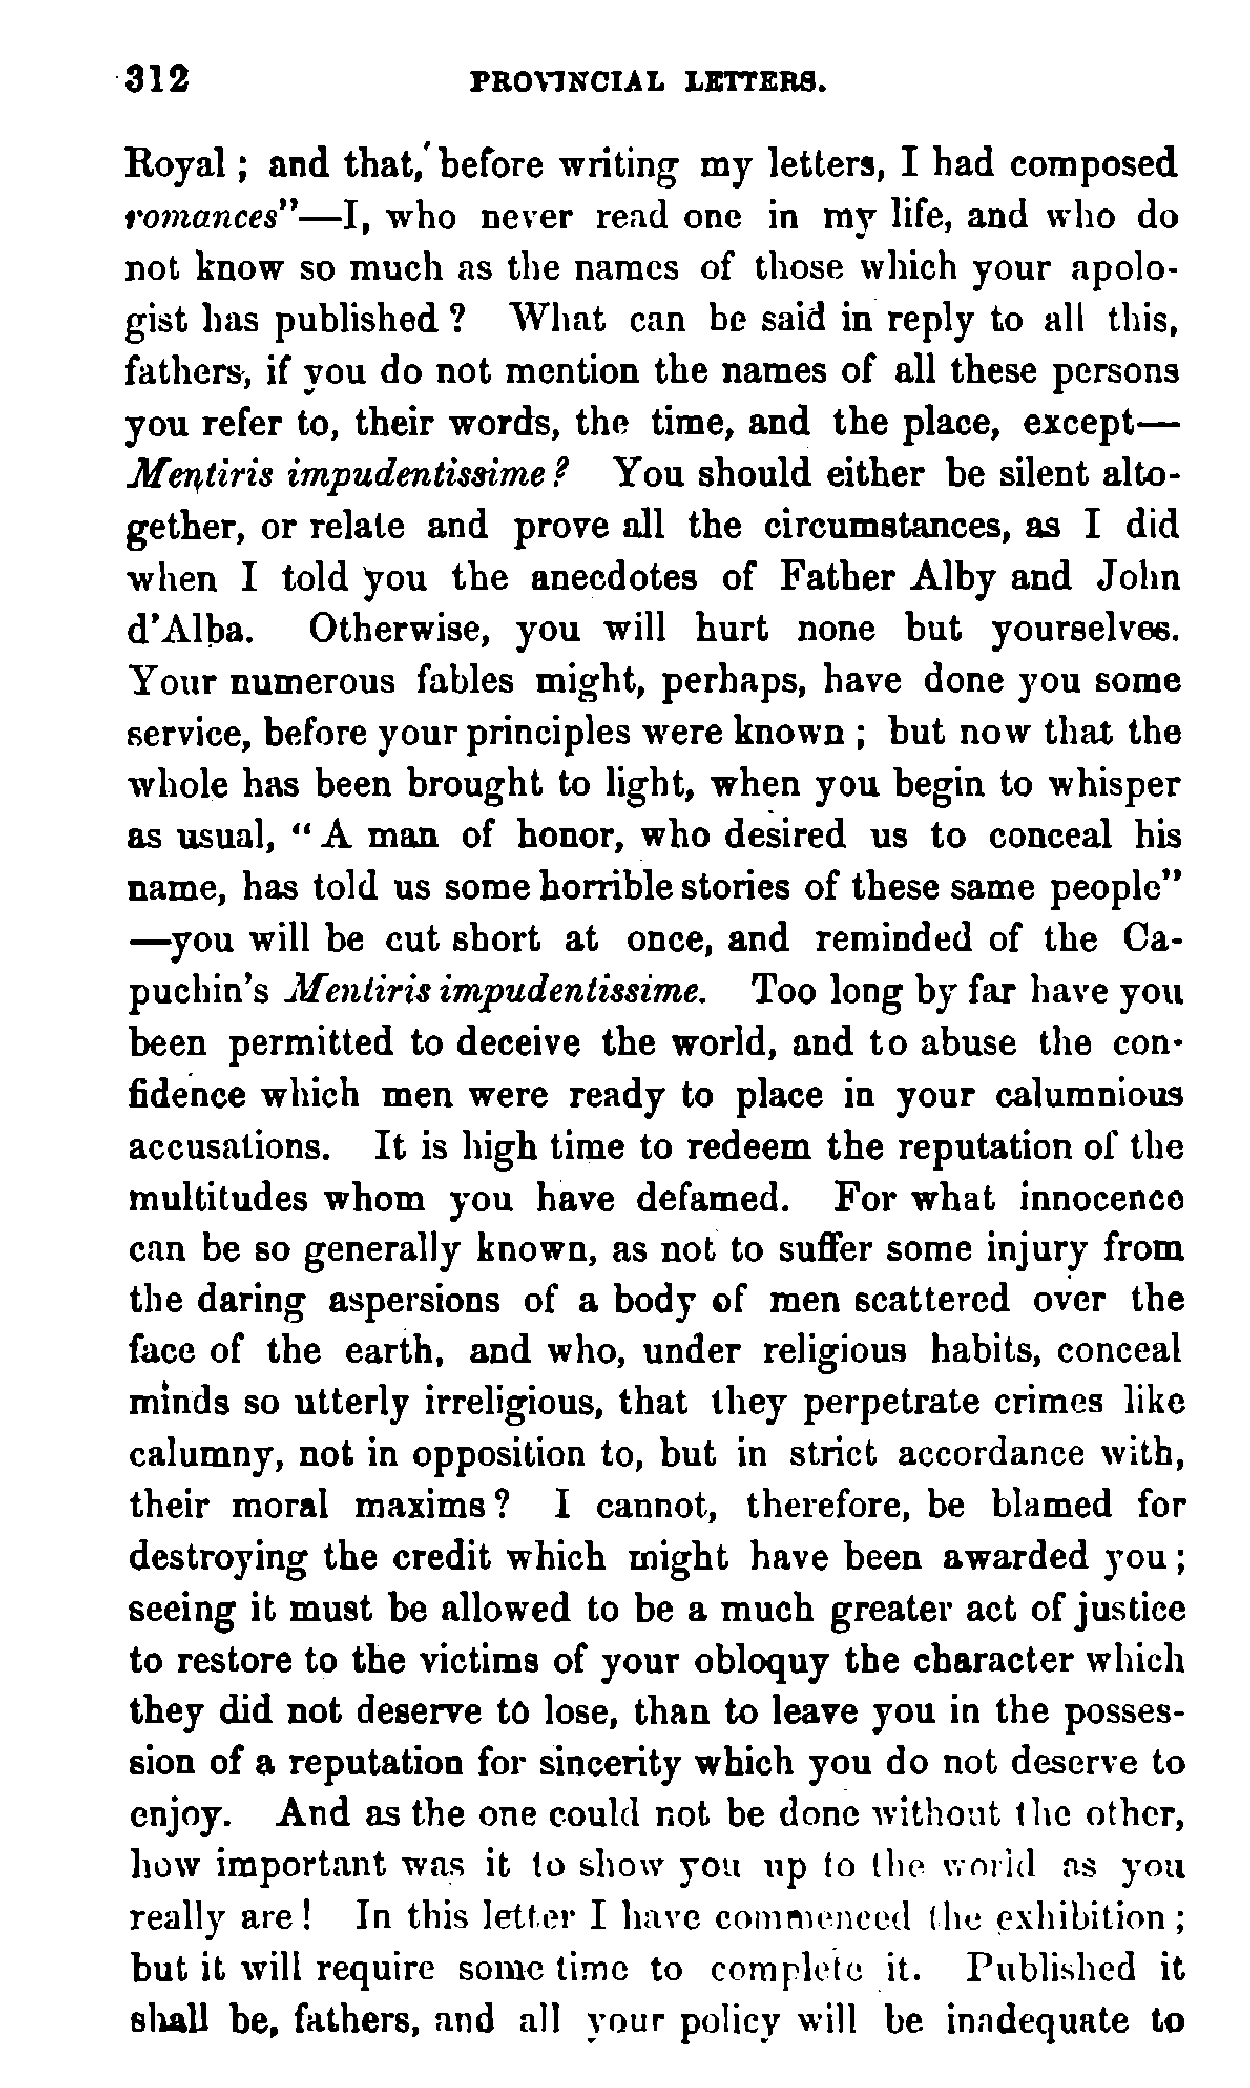 312 PROVINCIAL LETTERS.
Royal ; and that, before writing my letters, I had composed
romances"—I, who never read one in my life, and who do
not know so much as the names of those which your apolo-
gist has published ? What can be said in reply to all this,
fathers, if you do not mention the names of all these persons
you refer to, their words, the time, and the place, except—
Mentiris impudentissime ? You should either be silent alto-
gether, or relate and prove all the circumstances, as I did
when I told you the anecdotes of Father Alby and John
d'Alba. Otherwise, you will hurt none but yourselves.
Your numerous fables might, perhaps, have done you some
service, before your principles were known ; but now that the
whole has been brought to light, when you begin to whisper
as usual, " A man of honor, who desired us to conceal his
name, has told us some horrible stories of these same people"
—you will be cut short at once, and reminded of the Ca-
puchin's Mentiris impudentissime. Too long by far have you
been permitted to deceive the world, and to abuse the con-
fidence which men were ready to place in your calumnious
accusations. It is high time to redeem the reputation of the
multitudes whom you have defamed. For what innocence
can be so generally known, as not to suffer some injury from
the daring aspersions of a body of men scattered over the
face of the earth, and who, under religious habits, conceal
minds so utterly irreligious, that they perpetrate crimes like
calumny, not in opposition to, but in strict accordance with,
their moral maxims ? I cannot, therefore, be blamed for
destroying the credit which might have been awarded you ;
seeing it must be allowed to be a much greater act of justice
to restore to the victims of your obloquy the character which
they did not deserve to lose, than to leave you in the posses-
sion of a reputation for sincerity which you do not deserve to
enjoy. And as the one could not be done without the other,
how important was it to show you up to the world as you
really are ! In this letter I have commenced the exhibition ;
but it will require some time to complete it. Published it
shall be, fathers, and all your policy will be inadequate to